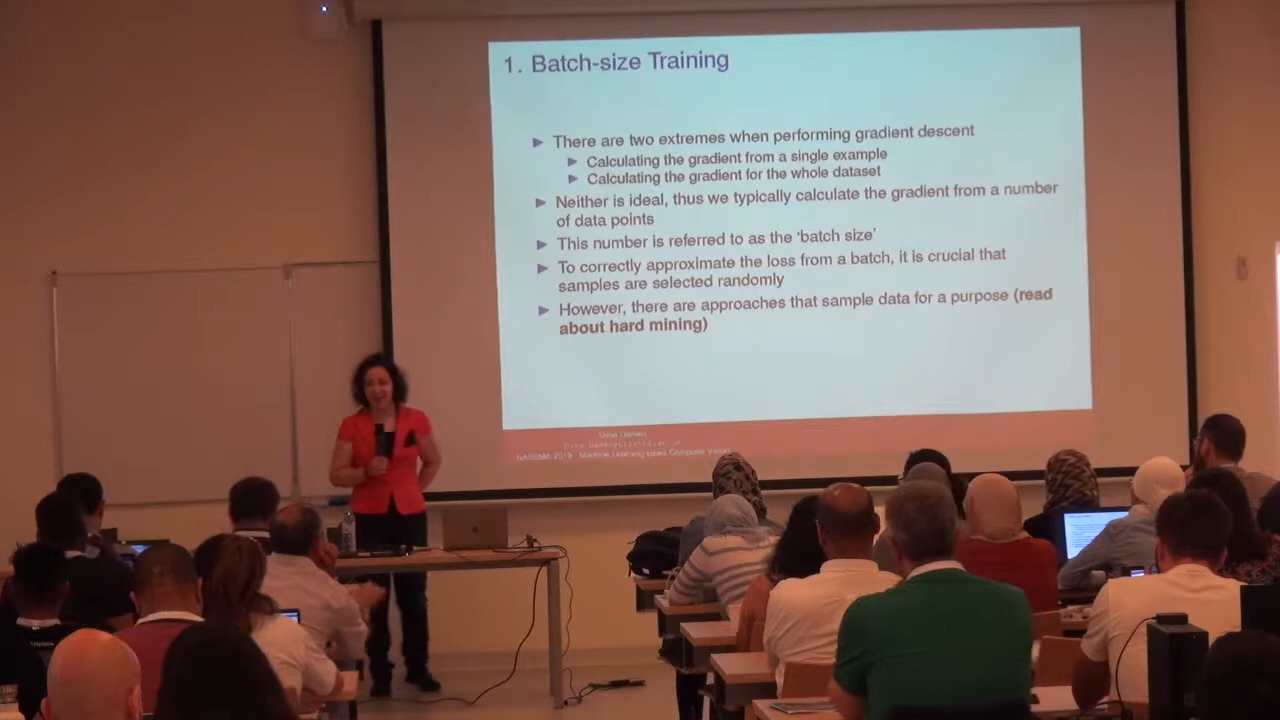 1. Batch-size Training
There are two extremes when performing gradient descent
Calculating the gradient from a single example
Calculating the gradient for the whole dataset
Neither is ideal, thus we typically calculate the gradient from a number
of data points
This number is referred to as the 'batch size'
To correctly approximate the loss from a batch, it is crucial that
samples are selected randomly
However, there are approaches that sample data for a purpose (read
about hard mining)
2019 Machine Learning Computer Vision